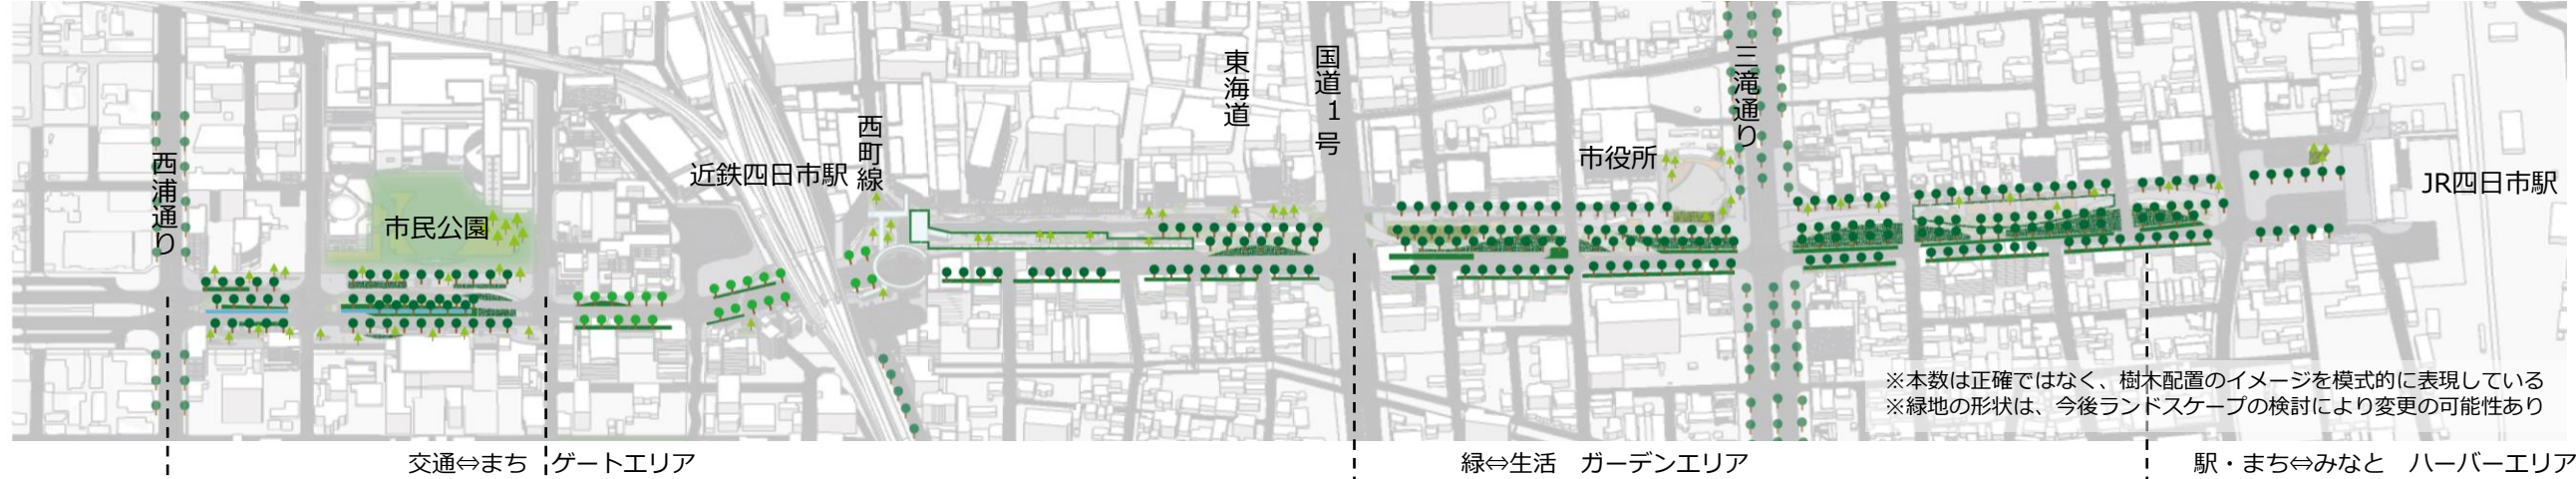 西浦通り
市民公園
近鉄四日市駅
西町線
東海道
国道1号
市役所
三滝通り
JR四日市駅
※本数は正確ではなく、樹木配置のイメージを模式的に表現している
※緑地の形状は、今後ランドスケープの検討により変更の可能性あり
交通⇔まち　ゲートエリア
緑⇔生活　ガーデンエリア
駅・まち⇔みなと　ハーバーエリア